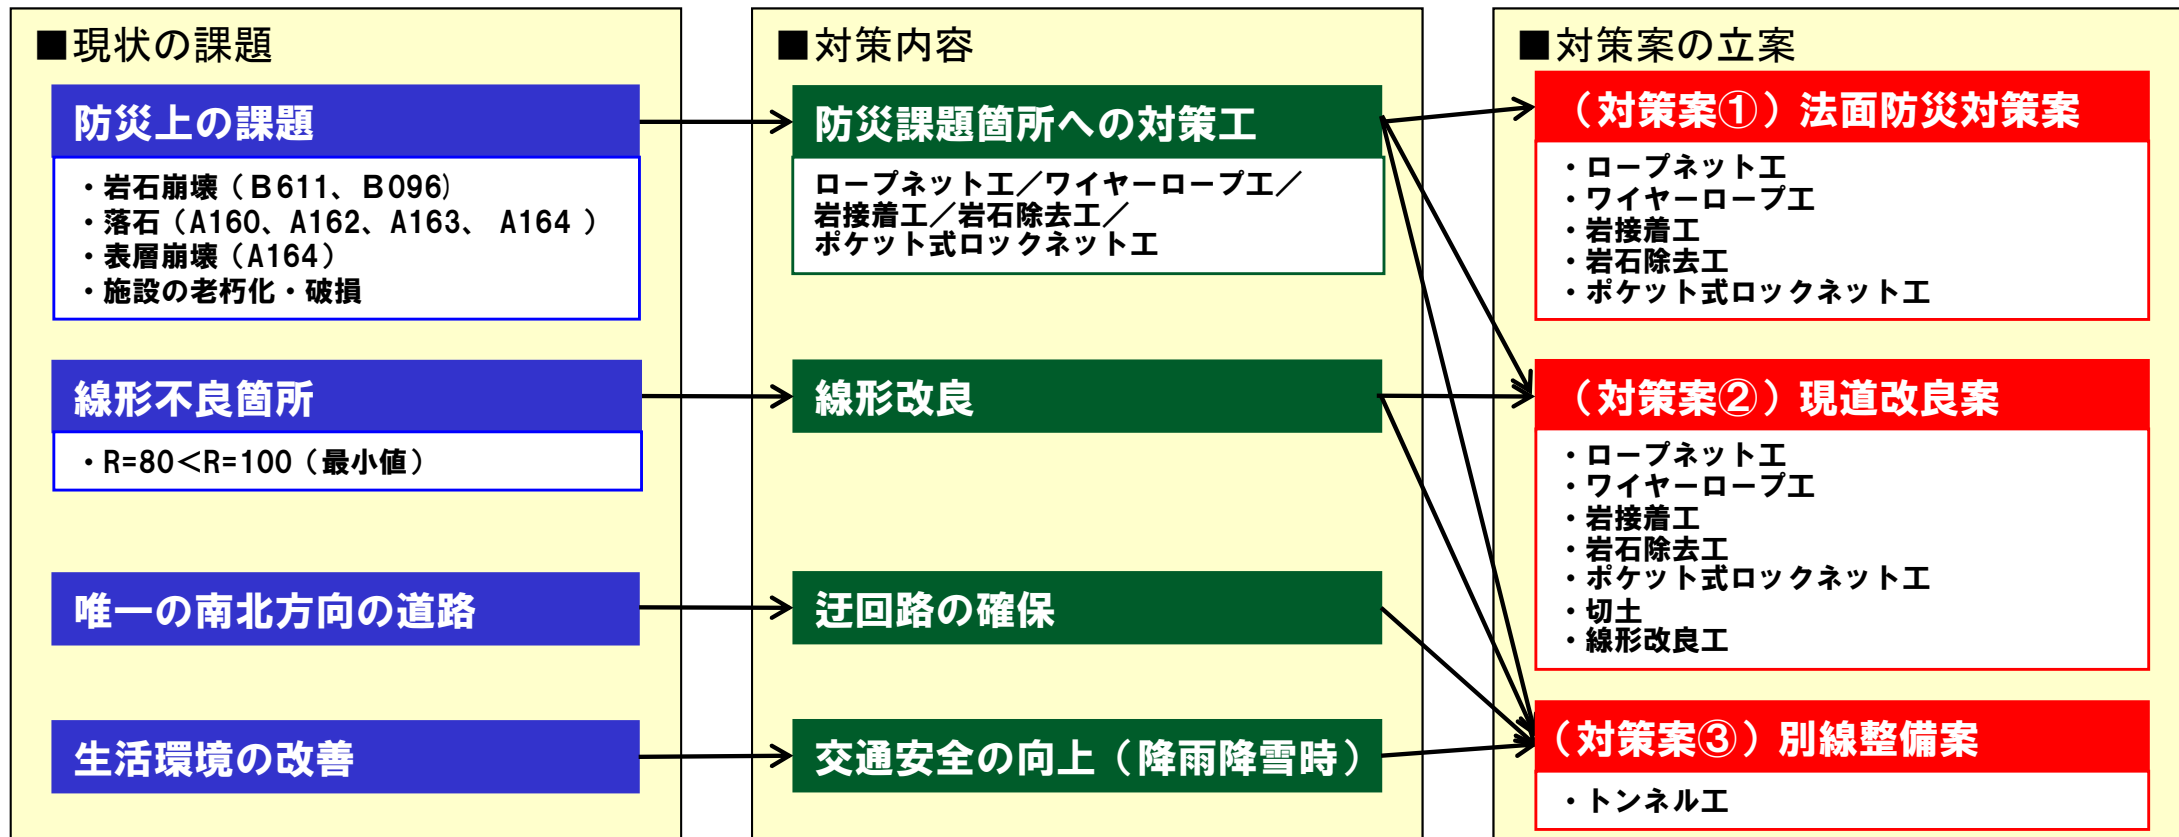 ■現状の課題
防災上の課題
・岩石崩壊（Ｂ611、Ｂ096）
・落石（A160、A162、A163、 A164 ）
・表層崩壊（A164）
・施設の老朽化・破損
線形不良箇所
・R=80＜R=100（最小値）
唯一の南北方向の道路
生活環境の改善
■対策内容
防災課題箇所への対策工
ロープネット工／ワイヤーロープ工／
岩接着工／岩石除去工／
ポケット式ロックネット工
線形改良
迂回路の確保
交通安全の向上（降雨降雪時）
■対策案の立案
（対策案①）法面防災対策案
・ロープネット工
・ワイヤーロープ工
・岩接着工
・岩石除去工
・ポケット式ロックネット工
（対策案②）現道改良案
・ロープネット工
・ワイヤーロープ工
・岩接着工
・岩石除去工
・ポケット式ロックネット工
・切土
・線形改良工
（対策案③）別線整備案
・トンネル工